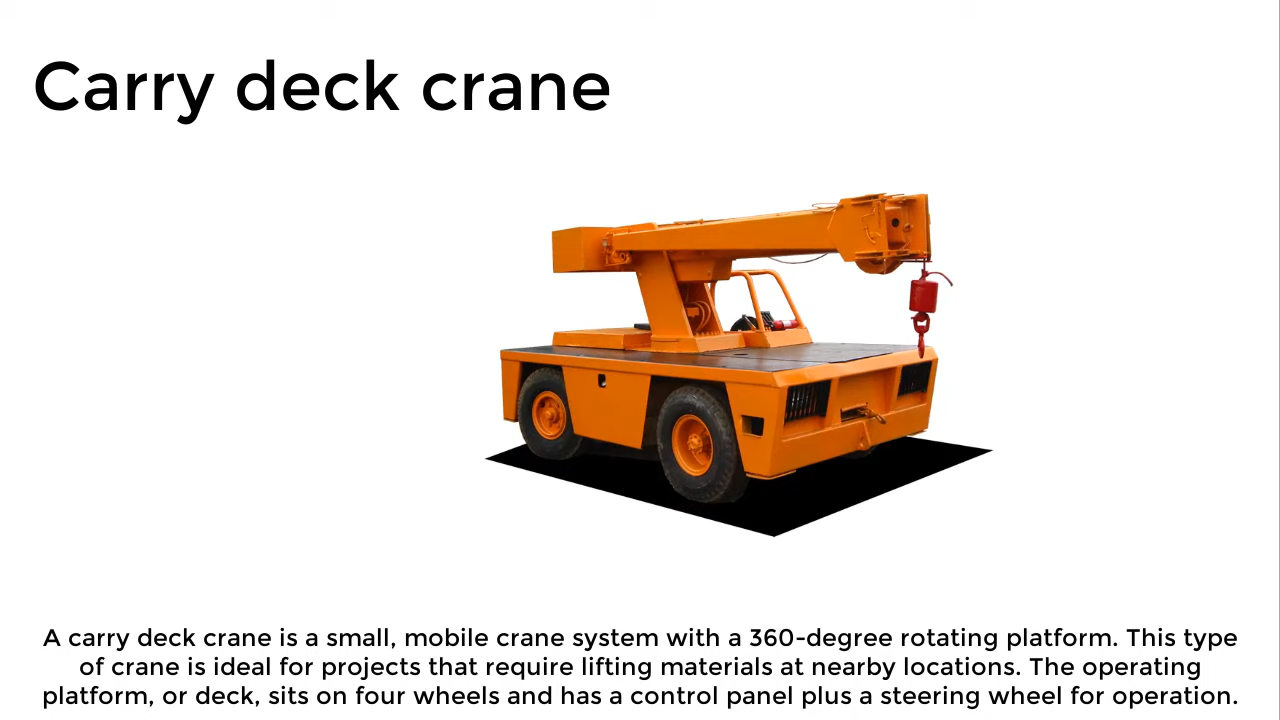 Carry deck crane
A carry deck crane is a small, mobile crane system with a 360-degree rotating platform. This type
of crane is ideal for projects that require lifting materials at nearby locations. The operating
platform, or deck, sits on four wheels and has a control panel plus a steering wheel for operation.